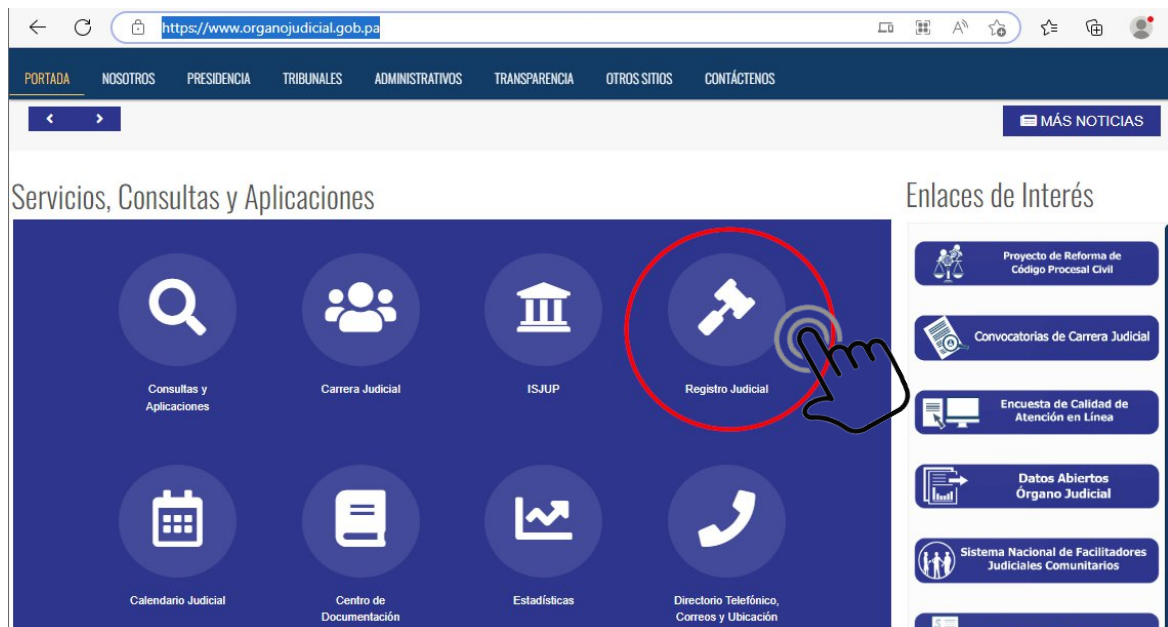 https://www.organojudicial.gob.pa
PORTADA NOSOTROS PRESIDENCIA TRIBUNALES ADMINISTRATIVOS TRANSPARENCIA OTROS SITIOS CONTÁCTENOS
MÁS NOTICIAS
Servicios, Consultas y Aplicaciones
Consultas y
Aplicaciones
Carrera Judicial
ISJUP
Registro Judicial
Calendario Judicial
Centro de
Documentación
Estadísticas
Directorio Telefónico,
Correos y Ubicación
Enlaces de Interés
Proyecto de Reforma de
Código Procesal Civil
Convocatorias de Carrera Judicial
Encuesta de Calidad de
Atención en Línea
Datos Abiertos
Órgano Judicial
Sistema Nacional de Facilitadores
Judiciales Comunitarios